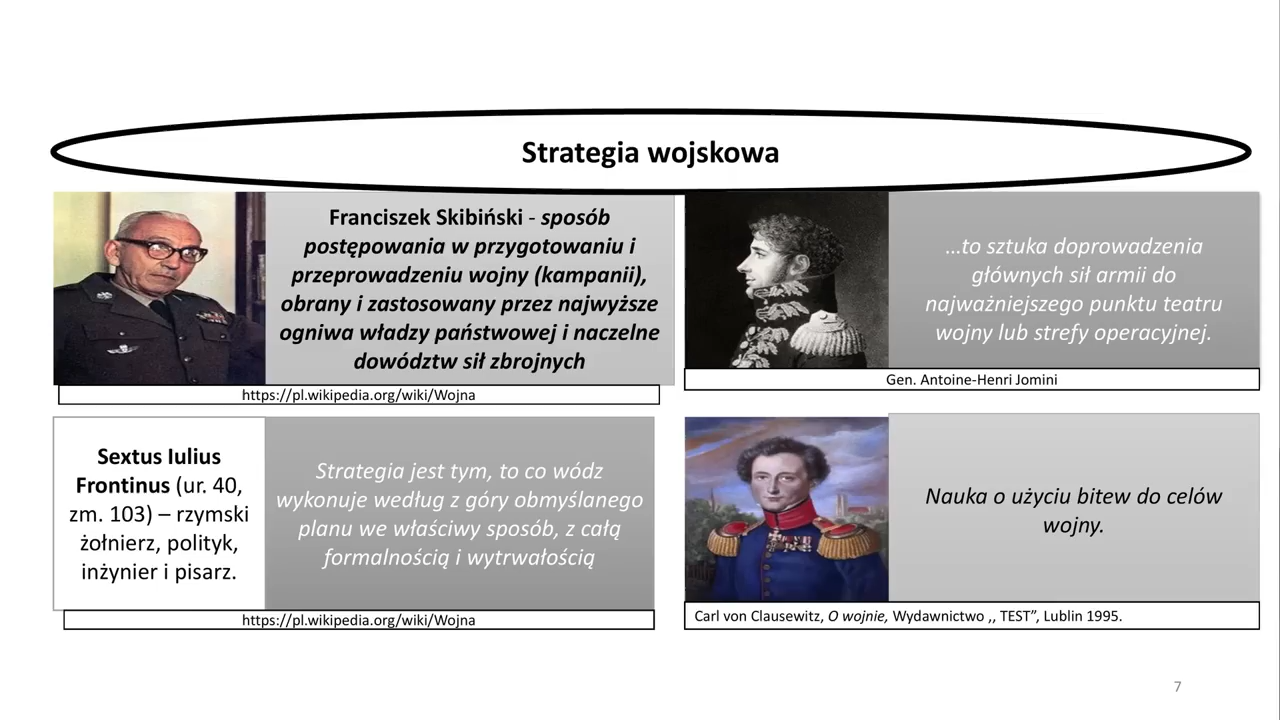 Strategia wojskowa
Franciszek Skibiński - sposób
postępowania w przygotowaniu i
przeprowadzeniu wojny (kampanii),
obrany i zastosowany przez najwyższe
ogniwa władzy państwowej i naczelne
dowództw sił zbrojnych
https://pl.wikipedia.org/wiki/Wojna
...to sztuka doprowadzenia
głównych sił armii do
najważniejszego punktu teatru
wojny lub strefy operacyjnej.
Gen. Antoine-Henri Jomini
Sextus Iulius
Frontinus (ur. 40,
zm. 103) – rzymski
żołnierz, polityk,
inżynier i pisarz.
Strategia jest tym, to co wódz
wykonuje według z góry obmyślanego
planu we właściwy sposób, z całą
formalnością i wytrwałością
https://pl.wikipedia.org/wiki/Wojna
Nauka o użyciu bitew do celów
wojny.
Carl von Clausewitz, O wojnie, Wydawnictwo ,, TEST”, Lublin 1995.
7